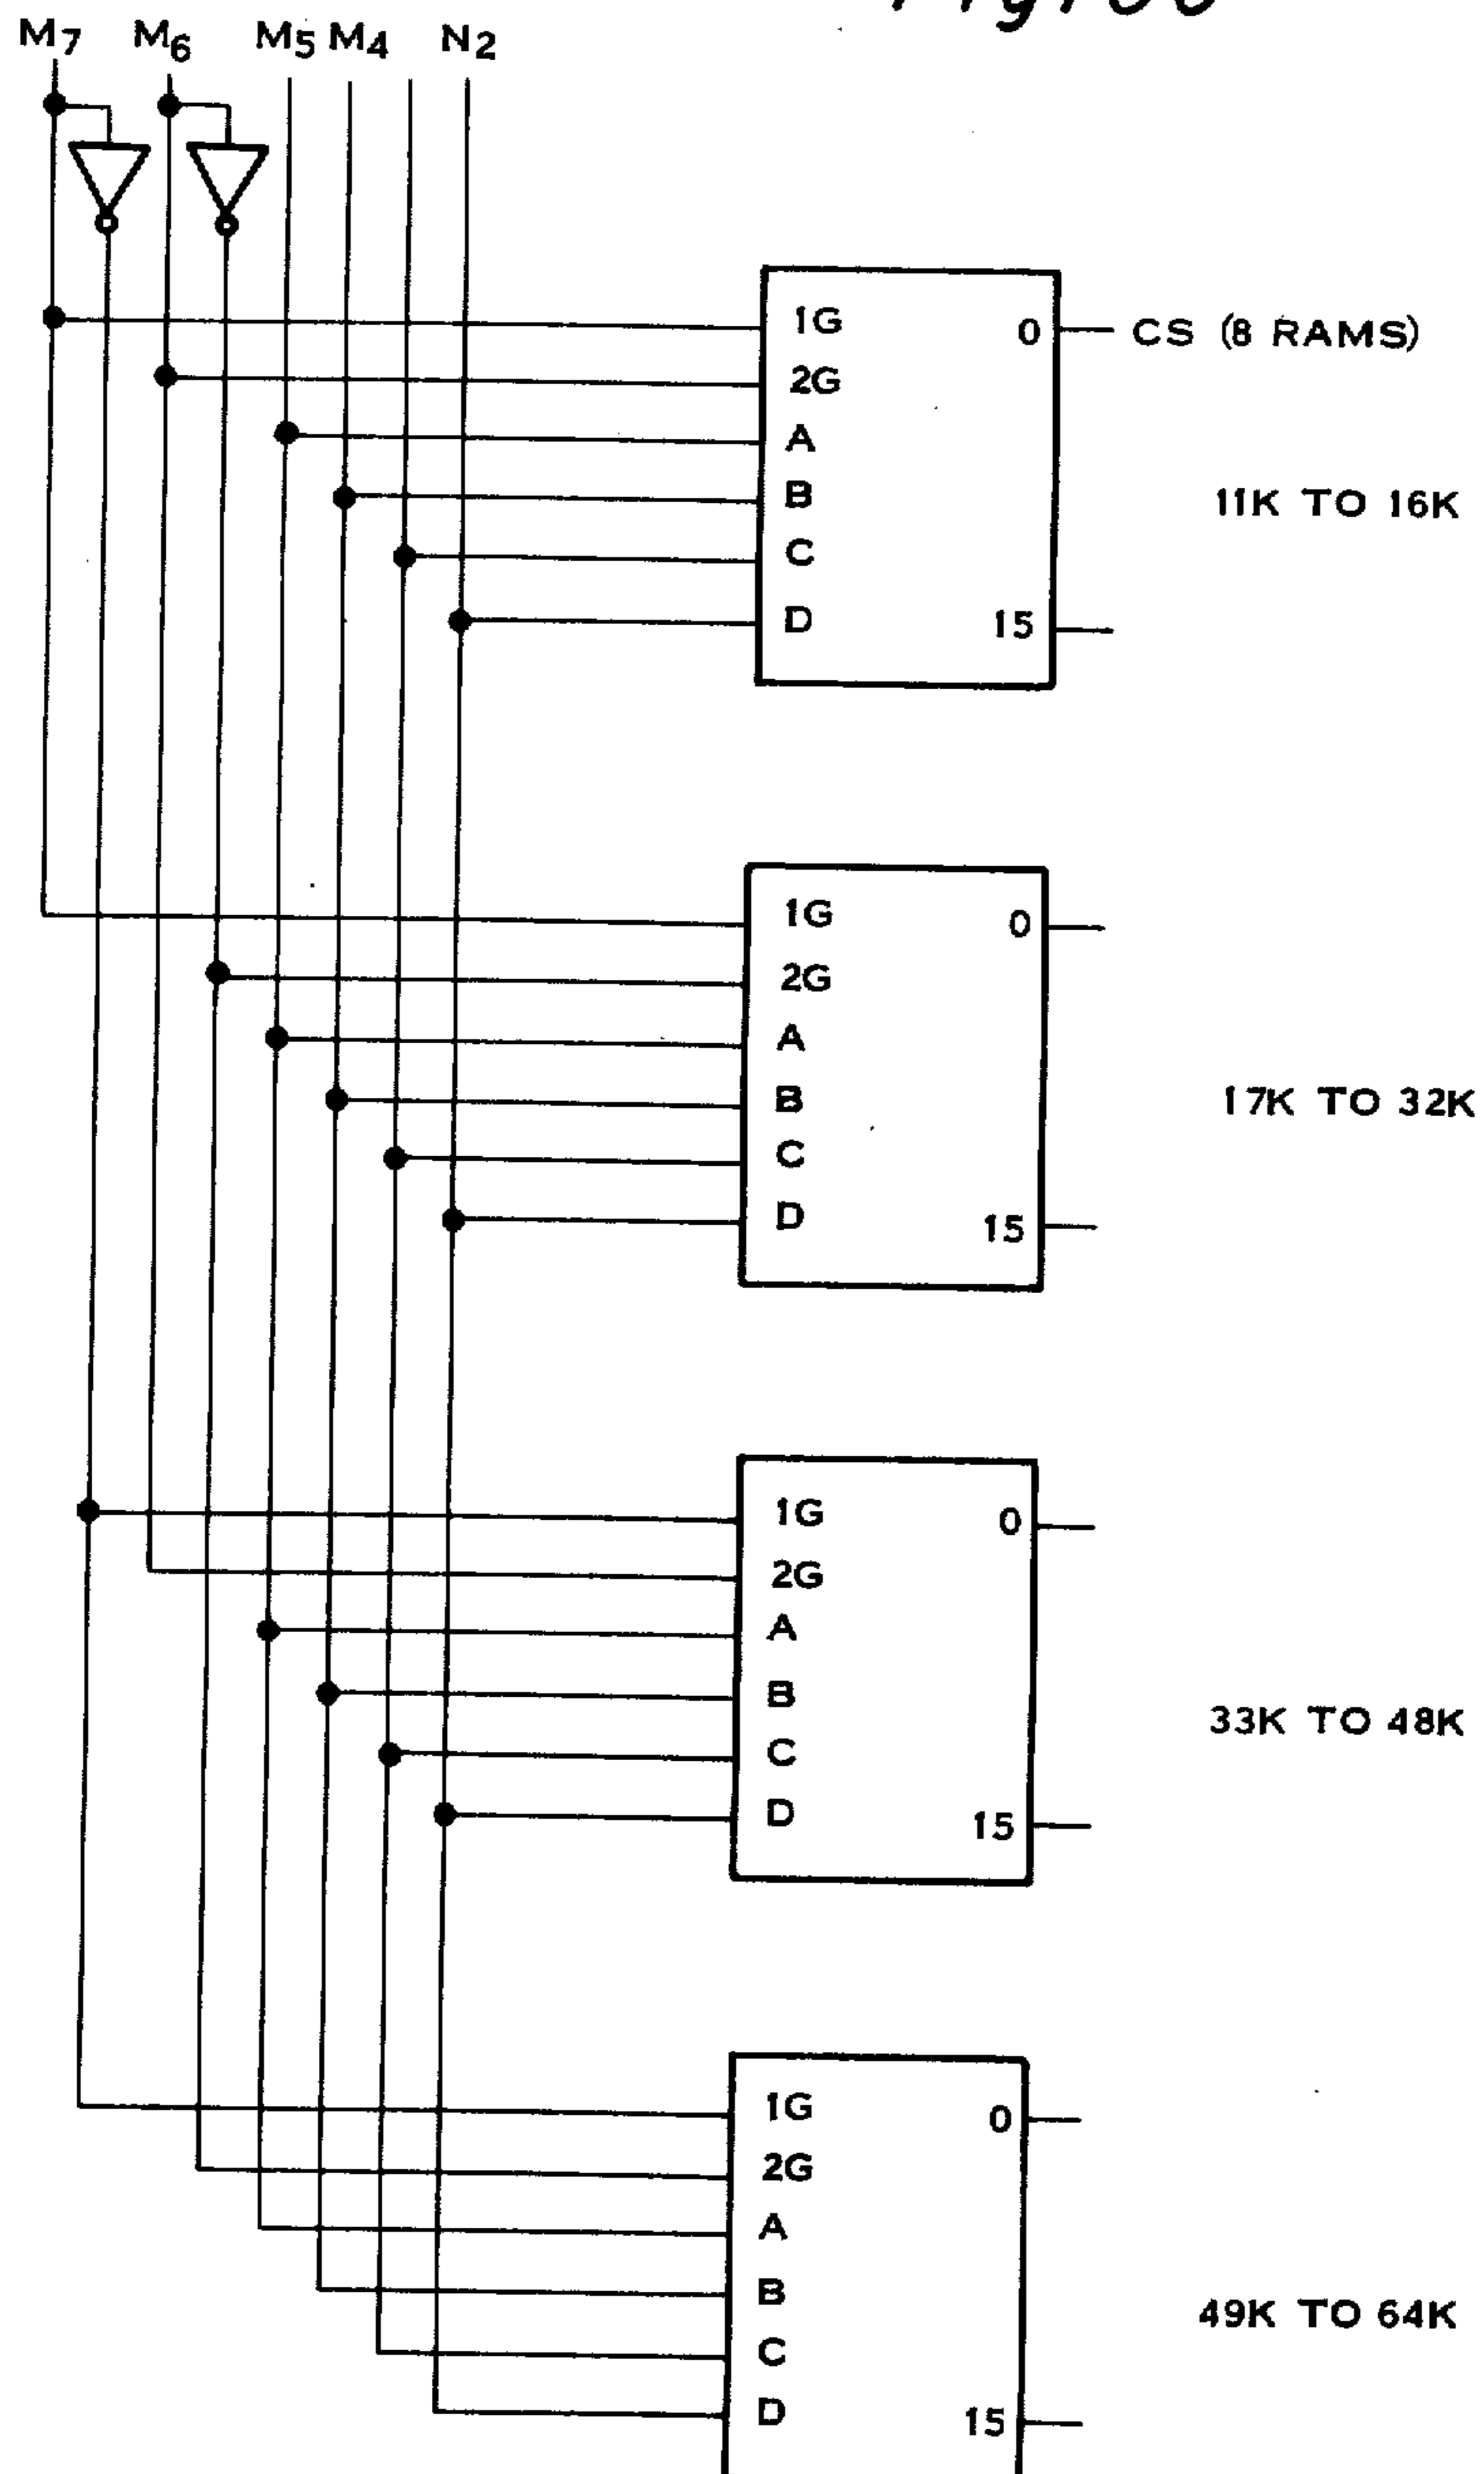 M7 M6 M5 M4 N2
1G 0 CS (8 RAMS)
2G
A
B 11K TO 16K
C
D 15
1G 0
2G
A
B 17K TO 32K
C
D 15
1G 0
2G
A
B 33K TO 48K
C
D 15
1G 0
2G
A
B 49K TO 64K
C
D 15